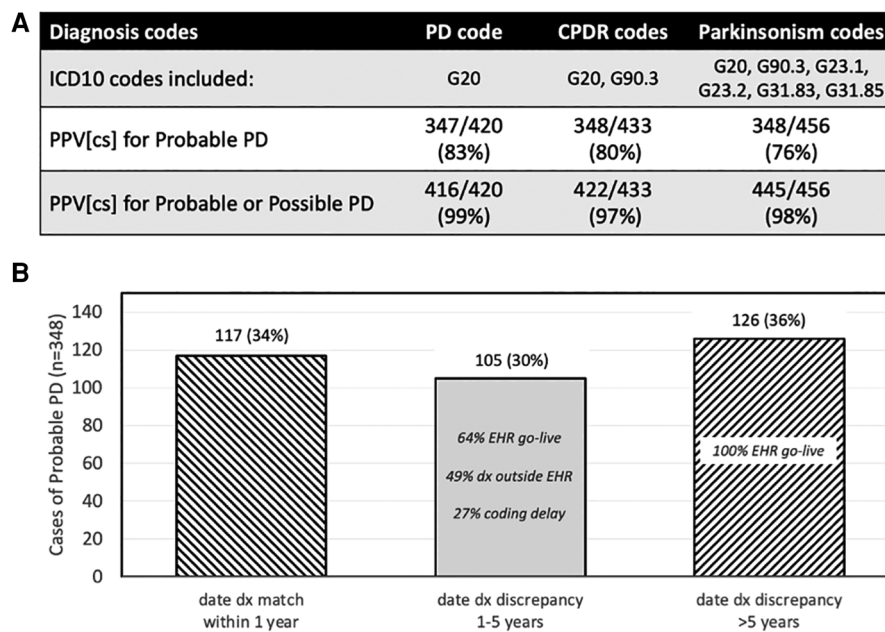 A
Diagnosis codes PD code CPDR codes Parkinsonism codes
ICD10 codes included: G20 G20, G90.3 G20, G90.3, G23.1,
G23.2, G31.83, G31.85
PPV[cs] for Probable PD 347/420 348/433 348/456
(83%) (80%) (76%)
PPV[cs] for Probable or Possible PD 416/420 422/433 445/456
(99%) (97%) (98%)
B
Cases of Probable PD (n=348)
140
120
100
80
60
40
20
0
117 (34%)
105 (30%)
126 (36%)
64% EHR go-live
49% dx outside EHR
27% coding delay
100% EHR go-live
date dx match
within 1 year
date dx discrepancy
1-5 years
date dx discrepancy
>5 years